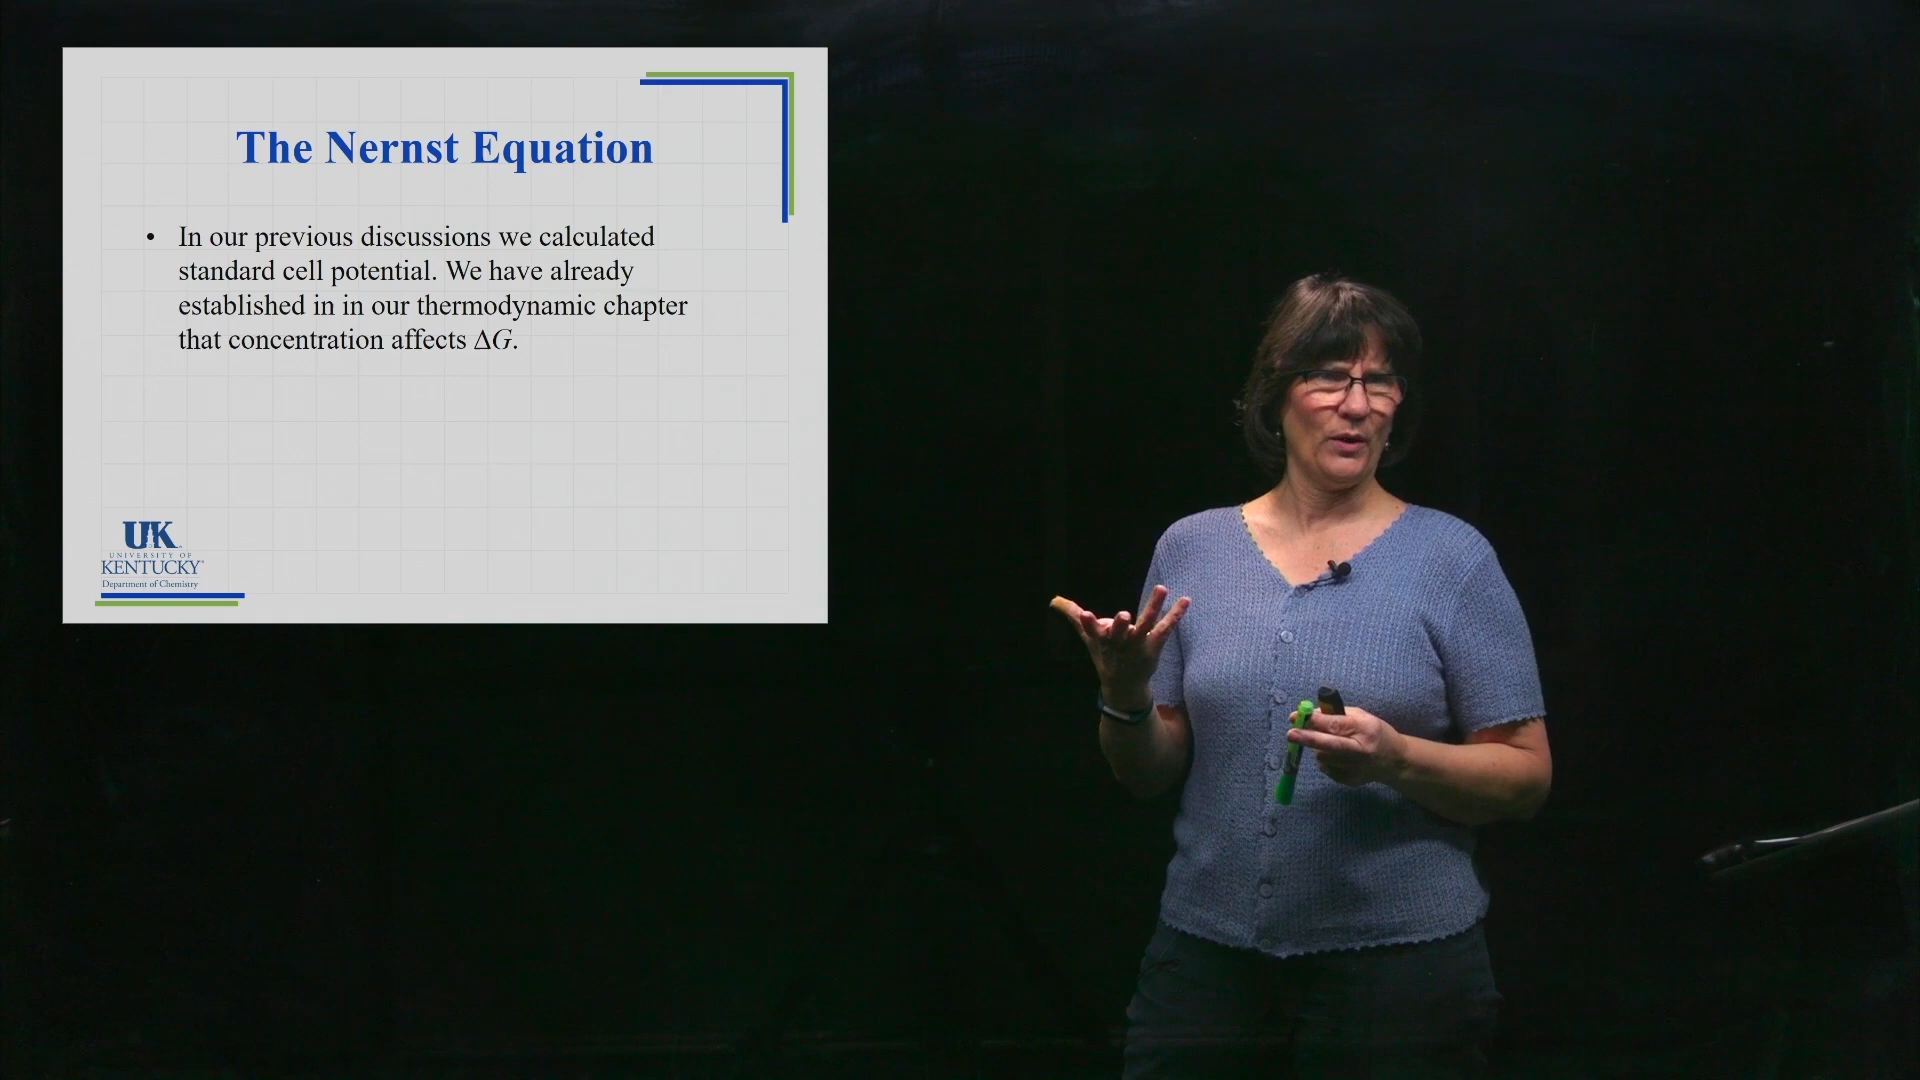 The Nernst Equation
• In our previous discussions we calculated
standard cell potential. We have already
established in in our thermodynamic chapter
that concentration affects ΔG.
UK
UNIVERSITY OF
KENTUCKY
Department of Chemistry